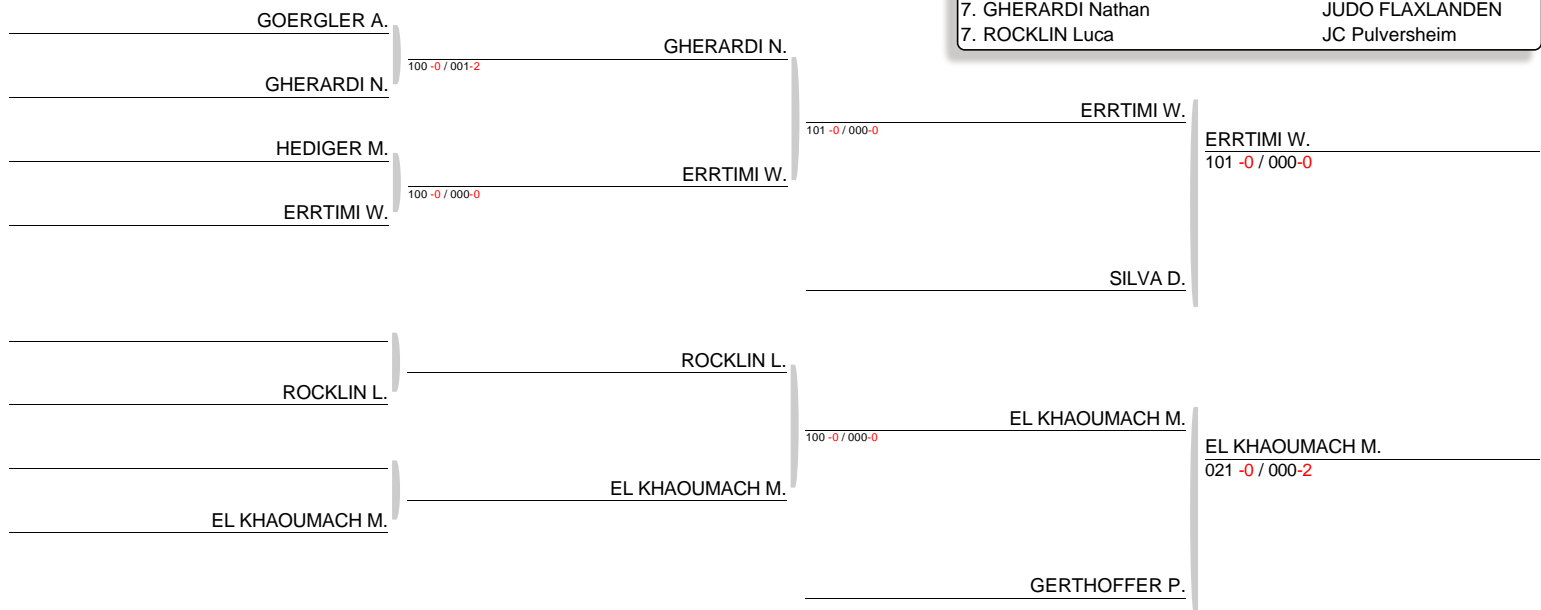 7. GHERARDI Nathan JUDO FLAXLANDEN
7. ROCKLIN Luca JC Pulversheim
GOERGLER A.
GHERARDI N.
100 -0 / 001-2
GHERARDI N.
HEDIGER M.
ERRTIMI W.
100 -0 / 000-0
ERRTIMI W.
101 -0 / 000-0
ERRTIMI W.
SILVA D.
ERRTIMI W.
101 -0 / 000-0
ROCKLIN L.
ROCKLIN L.
EL KHAOUMACH M.
EL KHAOUMACH M.
100 -0 / 000-0
EL KHAOUMACH M.
GERTHOFFER P.
EL KHAOUMACH M.
021 -0 / 000-2